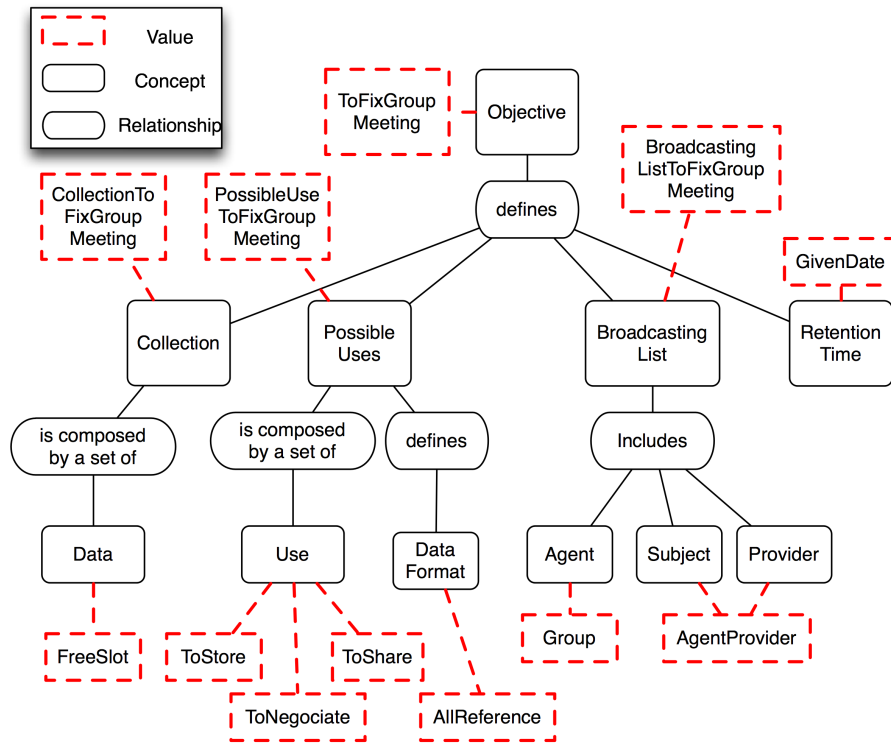 Value
Concept
Relationship
ToFixGroup
Meeting
Objective
Broadcasting
ListToFixGroup
Meeting
CollectionTo
FixGroup
Meeting
PossibleUse
ToFixGroup
Meeting
defines
GivenDate
Collection
Possible
Uses
Broadcasting
List
Retention
Time
is composed
by a set of
is composed
by a set of
defines
Includes
Data
Use
Data
Format
Agent
Subject
Provider
FreeSlot
ToStore
ToShare
Group
AgentProvider
ToNegociate
AllReference